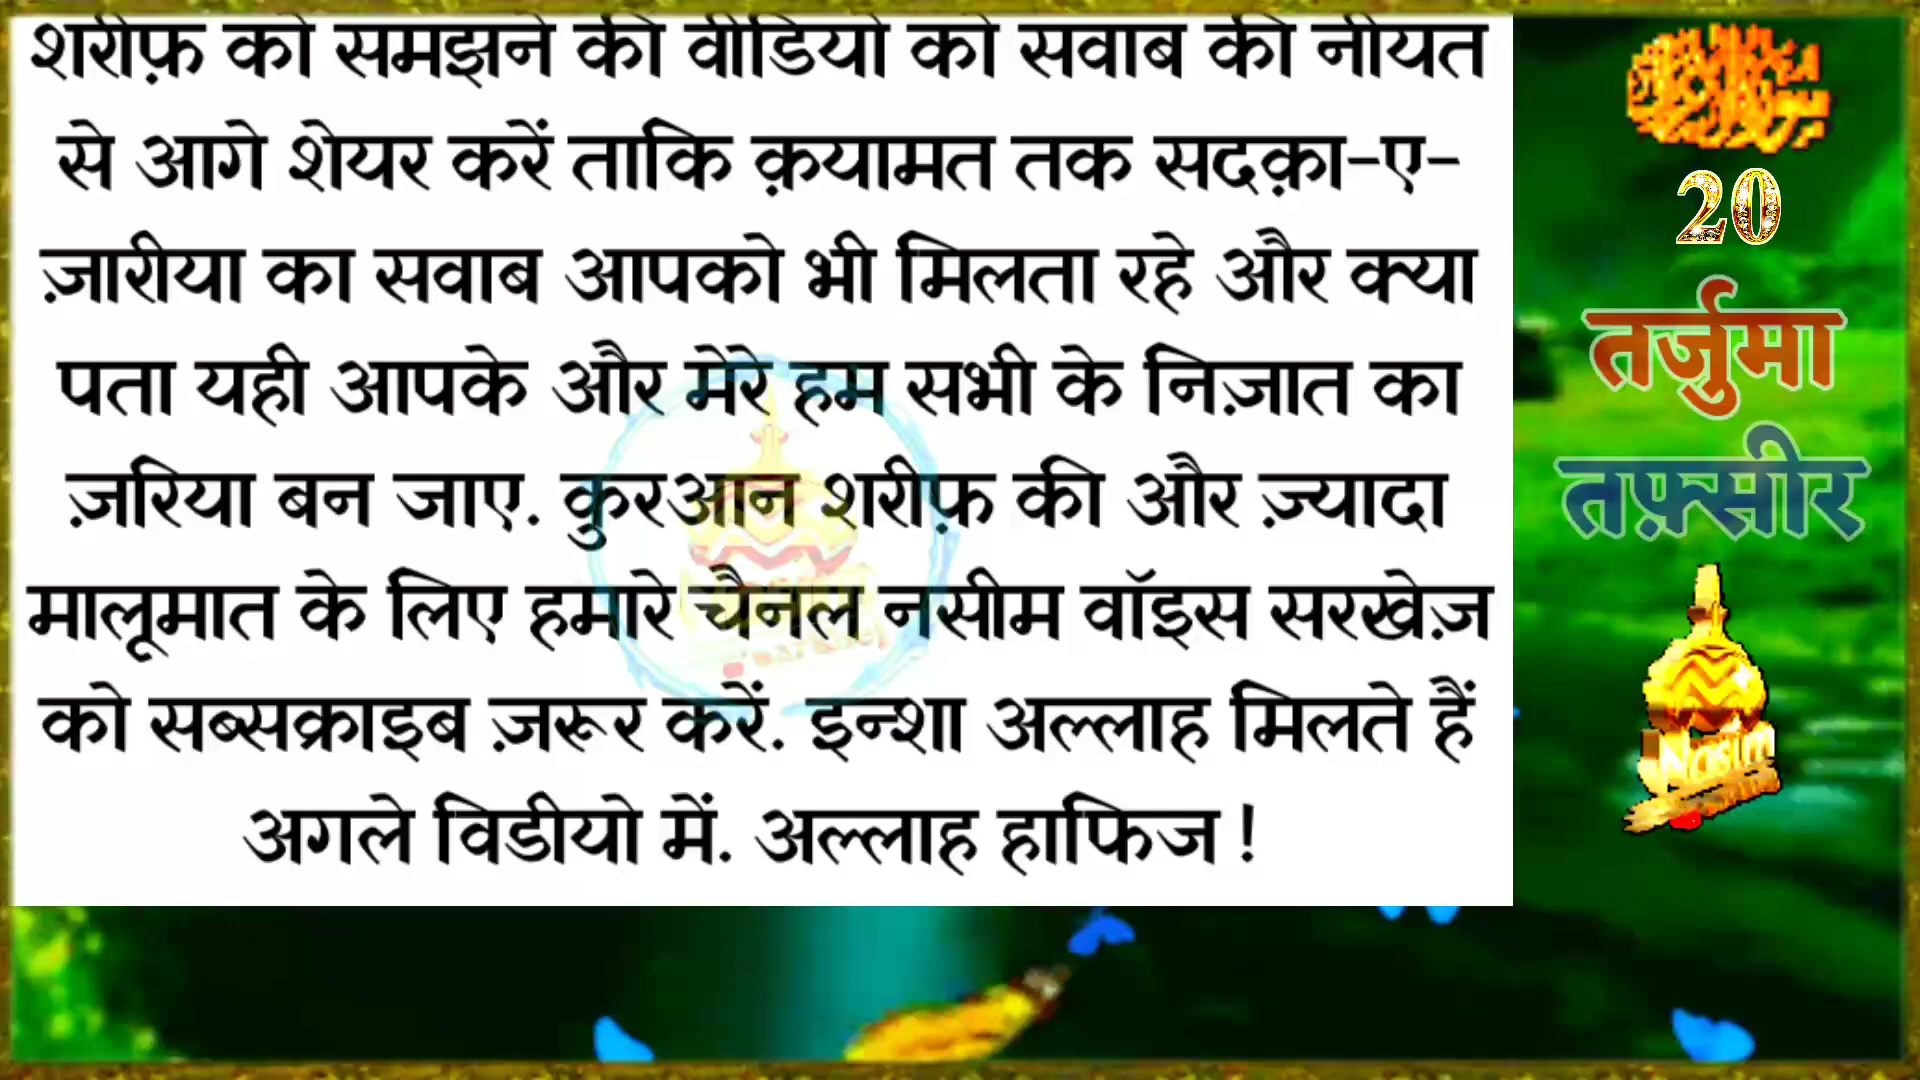 शरीफ़ को समझने की वीडियो को सवाब की नीयत
से आगे शेयर करें ताकि क़यामत तक सदक़ा-ए-
ज़ारीया का सवाब आपको भी मिलता रहे और क्या
पता यही आपके और मेरे हम सभी के निज़ात का
ज़रिया बन जाए. कुरआन शरीफ़ की और ज़्यादा
मालूमात के लिए हमारे चैनल नसीम वॉइस सरखेज़
को सब्सक्राइब ज़रूर करें. इन्शा अल्लाह मिलते हैं
अगले विडीयो में. अल्लाह हाफिज !
20
तर्जुमा
तफ़्सीर
Nasim